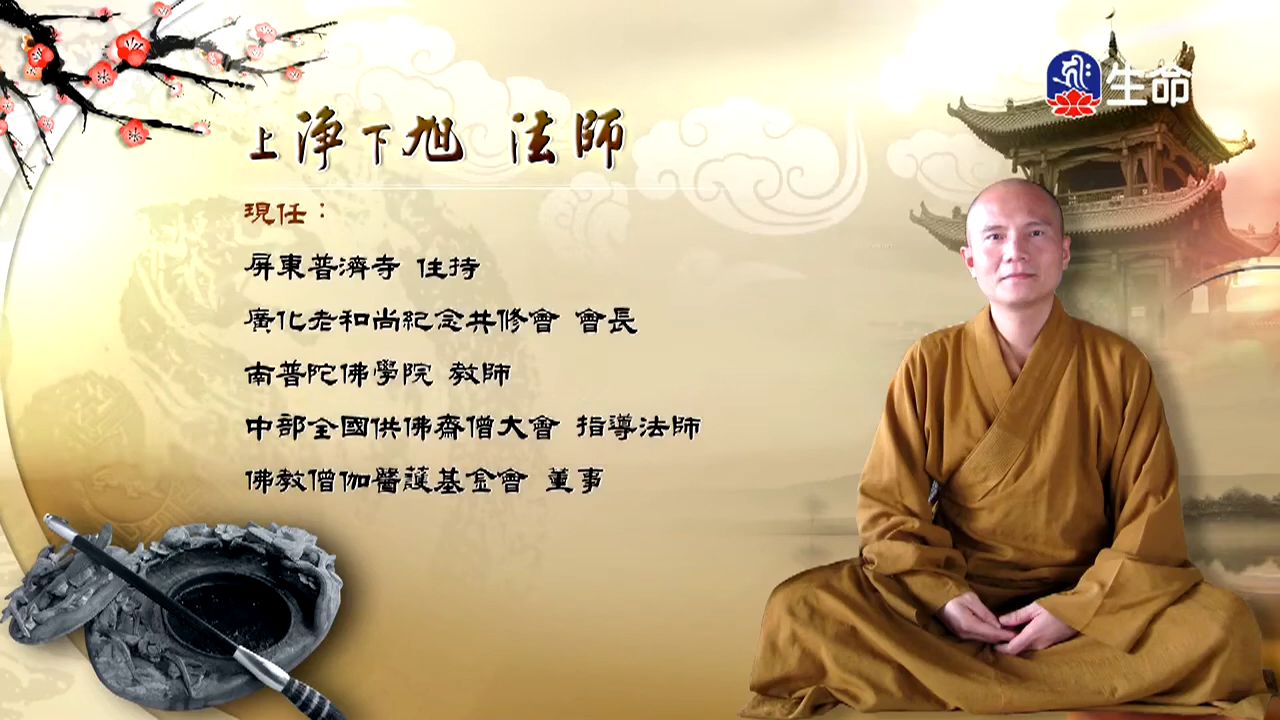 生命
上淨下旭 法師
現任：
屏東普濟寺 住持
廣化老和尚紀念共修會 會長
南普陀佛學院 教師
中部全國供佛齋僧大會 指導法師
佛教僧伽醫護基金會 董事